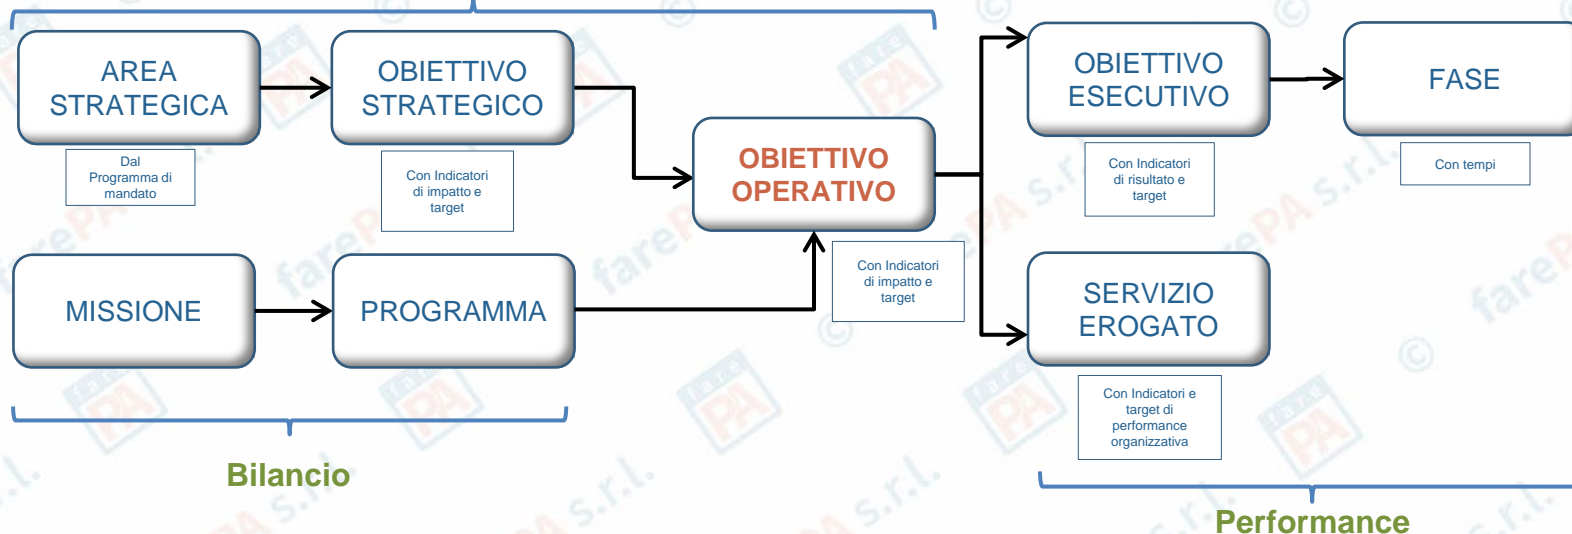 AREA
STRATEGICA
Dal
Programma di
mandato
OBIETTIVO
STRATEGICO
Con Indicatori
di impatto e
target
OBIETTIVO
OPERATIVO
Con Indicatori
di impatto e
target
OBIETTIVO
ESECUTIVO
Con Indicatori
di risultato e
target
FASE
Con tempi
MISSIONE
PROGRAMMA
SERVIZIO
EROGATO
Con Indicatori e
target di
performance
organizzativa
Bilancio
Performance
© farePA s.r.l.